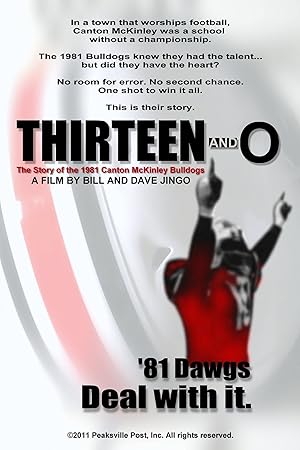 In a town that worships football,
Canton McKinley was a school
without a championship.
The 1981 Bulldogs knew they had the talent...
but did they have the heart?
No room for error. No second chance.
One shot to win it all.
This is their story.
THIRTEEN AND O
The Story of the 1981 Canton McKinley Bulldogs
A FILM BY BILL AND DAVE JINGO
'81 Dawgs
Deal with it.
©2011 Peaksville Post, Inc. All rights reserved.